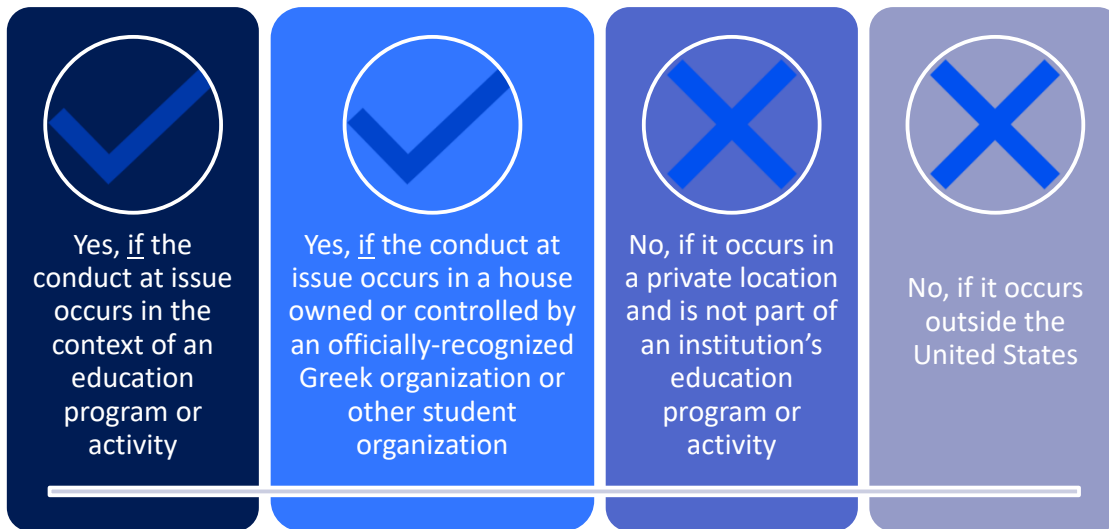 Yes, if the
conduct at issue
occurs in the
context of an
education
program or
activity
Yes, if the conduct at
issue occurs in a house
owned or controlled by
an officially-recognized
Greek organization or
other student
organization
No, if it occurs in
a private location
and is not part of
an institution’s
education
program or
activity
No, if it occurs
outside the
United States